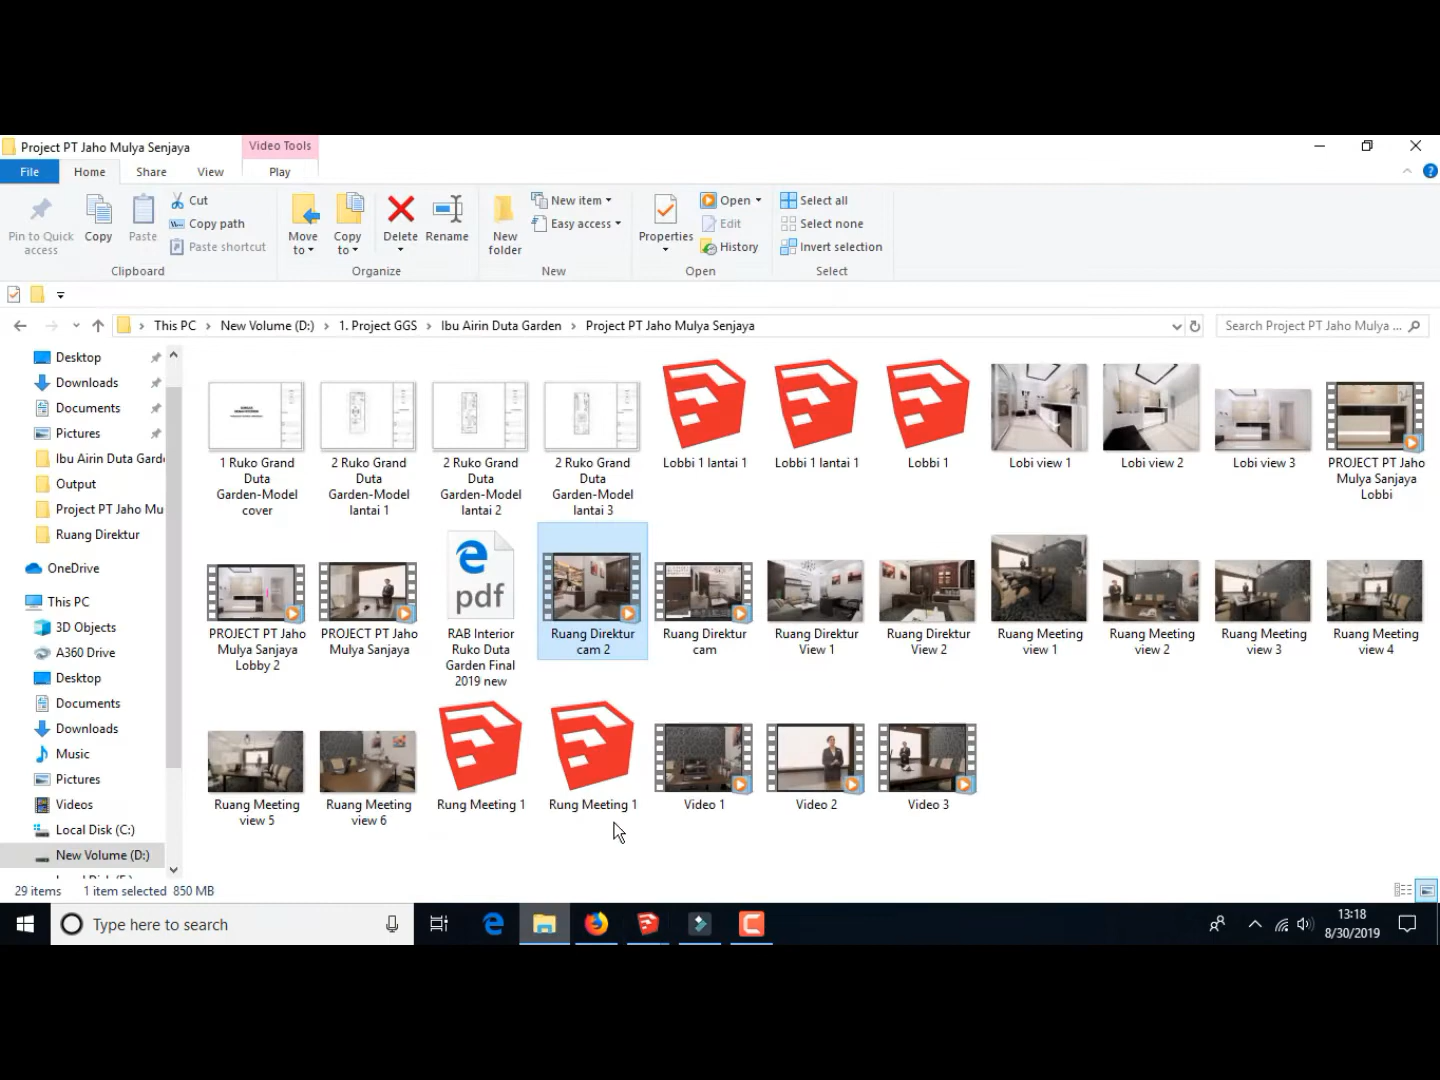 Project PT Jaho Mulya Senjaya
Video Tools
File
Home
Share
View
Play
Pin to Quick
access
Copy
Paste
Cut
Copy path
Paste shortcut
Clipboard
Move
to
Copy
to
Delete
Rename
Organize
New
folder
New item
Easy access
New
Properties
Open
Edit
History
Open
Select all
Select none
Invert selection
Select
This PC > New Volume (D:) > 1. Project GGS > Ibu Airin Duta Garden > Project PT Jaho Mulya Senjaya
Search Project PT Jaho Mulya ...
Desktop
Downloads
Documents
Pictures
Ibu Airin Duta Gard
Output
Project PT Jaho Mu
Ruang Direktur
OneDrive
This PC
3D Objects
A360 Drive
Desktop
Documents
Downloads
Music
Pictures
Videos
Local Disk (C:)
New Volume (D:)
1 Ruko Grand
Duta
Garden-Model
cover
2 Ruko Grand
Duta
Garden-Model
lantai 1
2 Ruko Grand
Duta
Garden-Model
lantai 2
2 Ruko Grand
Duta
Garden-Model
lantai 3
Lobbi 1 lantai 1
Lobbi 1 lantai 1
Lobbi 1
Lobi view 1
Lobi view 2
Lobi view 3
PROJECT PT Jaho
Mulya Sanjaya
Lobbi
PROJECT PT Jaho
Mulya Sanjaya
Lobby 2
PROJECT PT Jaho
Mulya Sanjaya
pdf
RAB Interior
Ruko Duta
Garden Final
2019 new
Ruang Direktur
cam 2
Ruang Direktur
cam
Ruang Direktur
View 1
Ruang Direktur
View 2
Ruang Meeting
view 1
Ruang Meeting
view 2
Ruang Meeting
view 3
Ruang Meeting
view 4
Ruang Meeting
view 5
Ruang Meeting
view 6
Rung Meeting 1
Rung Meeting 1
Video 1
Video 2
Video 3
29 items
1 item selected 850 MB
Type here to search
13:18
8/30/2019